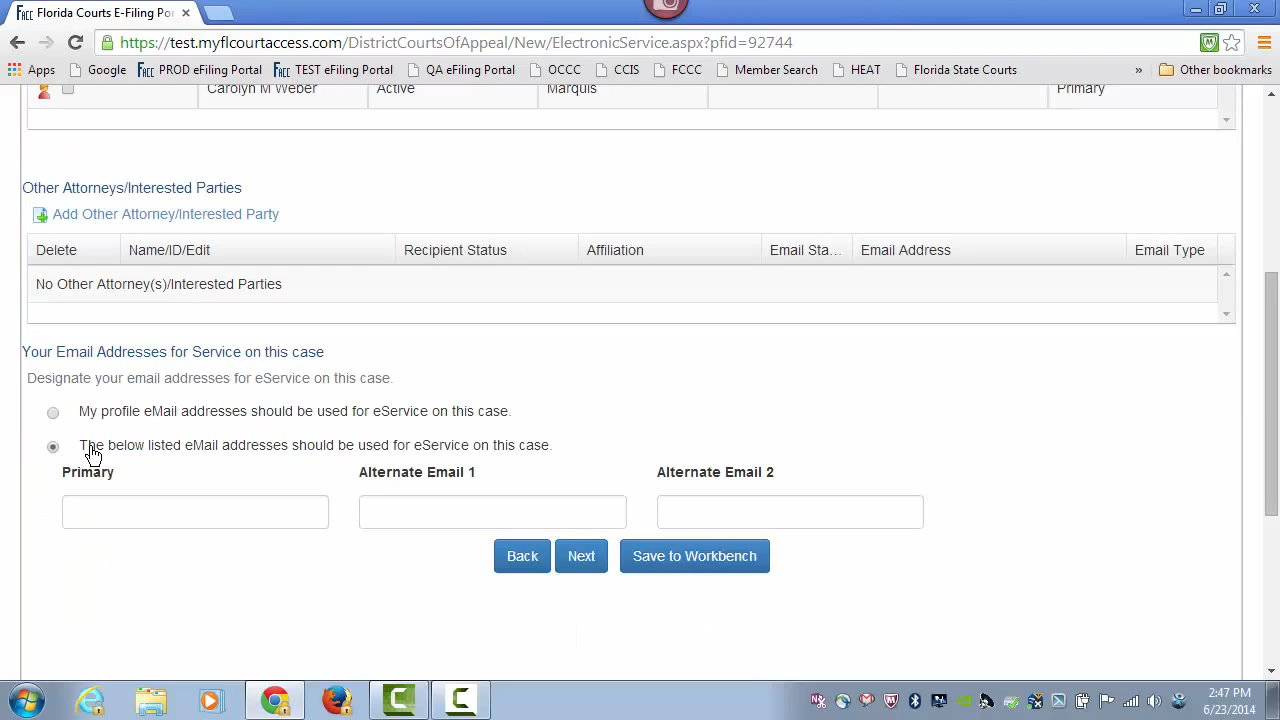 Florida Courts E-Filing Po
https://test.myflcourtaccess.com/DistrictCourtsOfAppeal/New/ElectronicService.aspx?pfid=92744
Apps Google FACC PROD eFiling Portal FACC TEST eFiling Portal QA eFiling Portal OCCC CCIS FCCC Member Search HEAT Florida State Courts » Other bookmarks
Carolyn M Weber Active Marquis Primary
Other Attorneys/Interested Parties
Add Other Attorney/Interested Party
Delete Name/ID/Edit Recipient Status Affiliation Email Sta... Email Address Email Type
No Other Attorney(s)/Interested Parties
Your Email Addresses for Service on this case
Designate your email addresses for eService on this case.
My profile eMail addresses should be used for eService on this case.
The below listed eMail addresses should be used for eService on this case.
Primary Alternate Email 1 Alternate Email 2
Back Next Save to Workbench
2:47 PM
6/23/2014